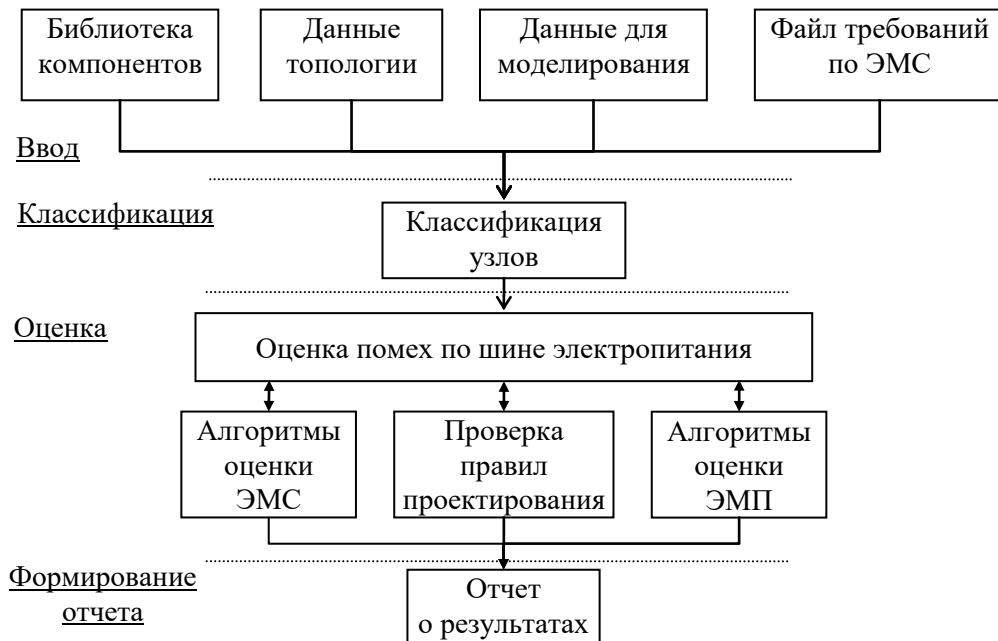 Библиотека
компонентов
Данные
топологии
Данные для
моделирования
Файл требований
по ЭМС
Ввод
Классификация
Классификация
узлов
Оценка
Оценка помех по шине электропитания
Алгоритмы
оценки
ЭМС
Проверка
правил
проектирования
Алгоритмы
оценки
ЭМП
Формирование
отчета
Отчет
о результатах